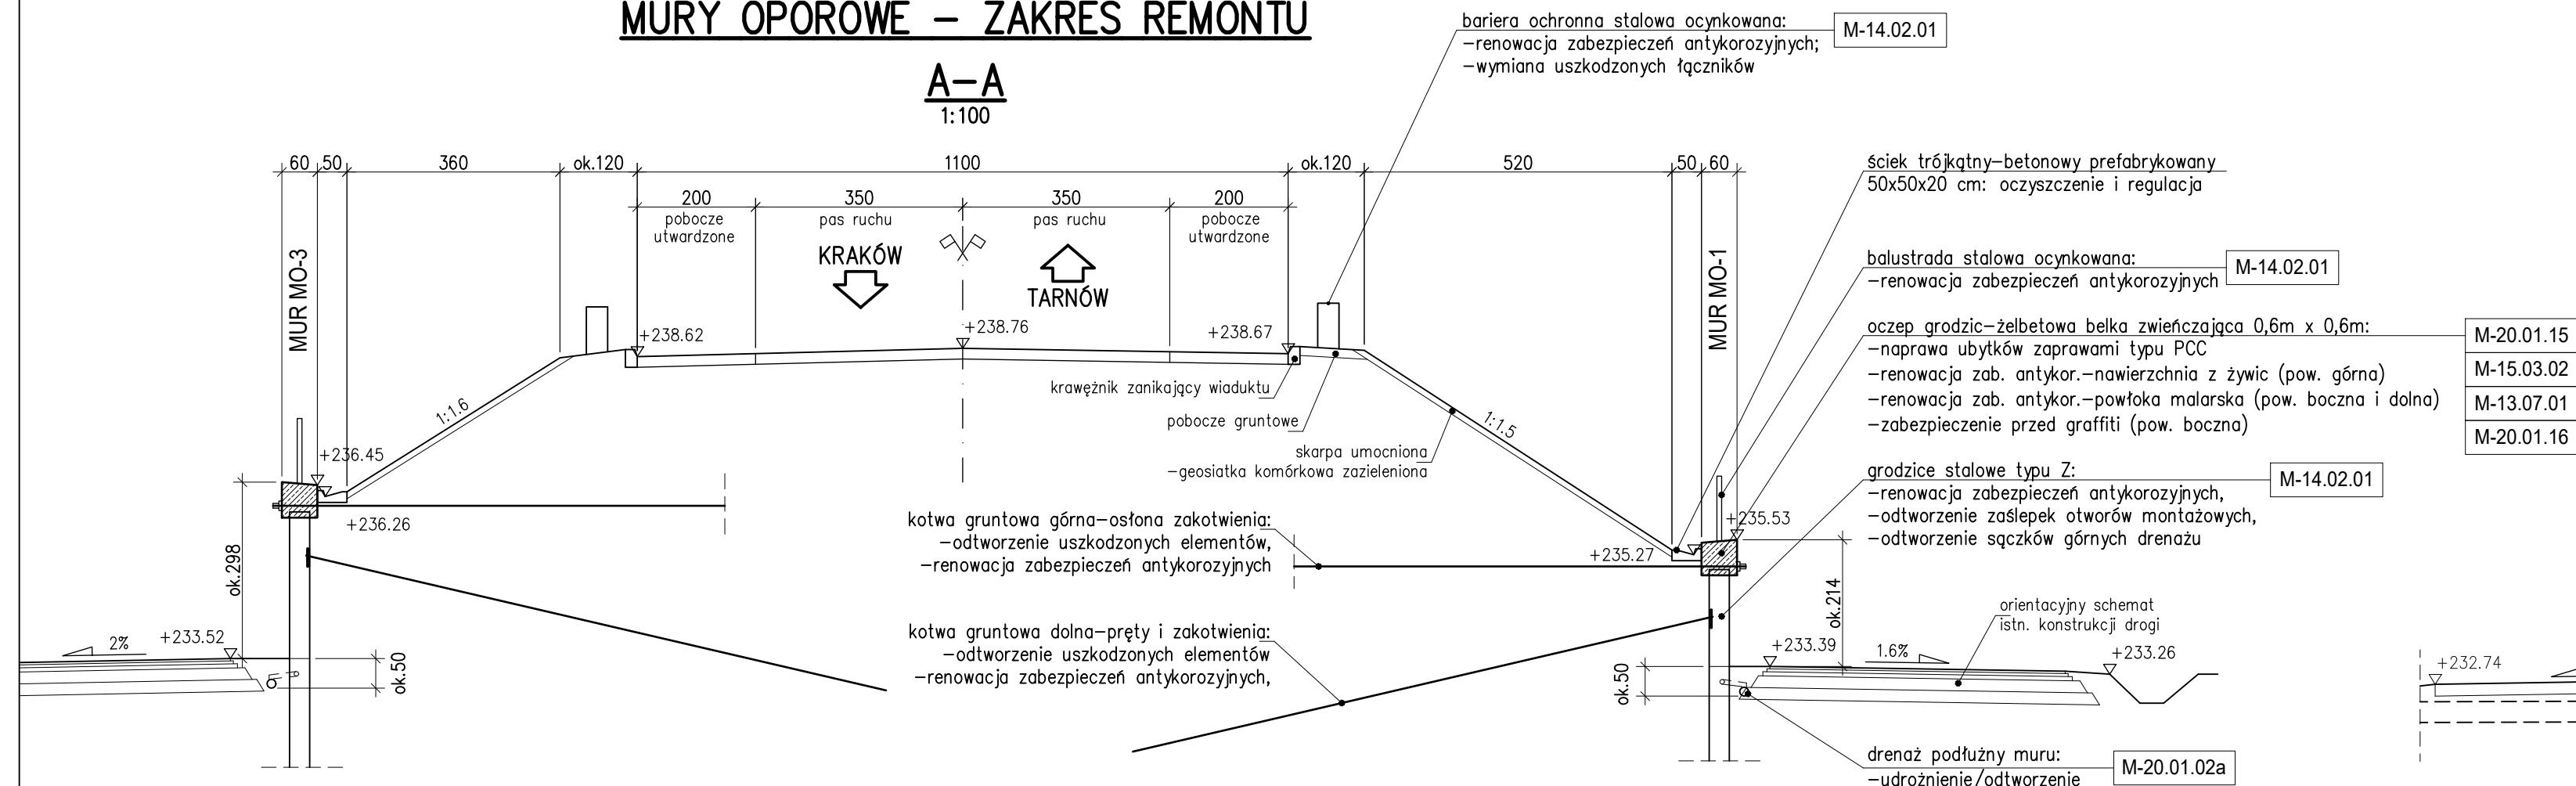 MURY OPOROWE – ZAKRES REMONTU
A–A
1:100
bariera ochronna stalowa ocynkowana:
–renowacja zabezpieczeń antykorozyjnych;
–wymiana uszkodzonych łączników
M-14.02.01
60 50 360 ok.120 1100 ok.120 520 50 60
200 350 350 200
pobocze utwardzone
pas ruchu
pas ruchu
pobocze utwardzone
KRAKÓW
TARNÓW
MUR MO-3
MUR MO-1
ściek trójkątny–betonowy prefabrykowany
50x50x20 cm: oczyszczenie i regulacja
balustrada stalowa ocynkowana:
–renowacja zabezpieczeń antykorozyjnych
M-14.02.01
oczep grodzic–żelbetowa belka zwieńczająca 0,6m x 0,6m:
–naprawa ubytków zaprawami typu PCC
–renowacja zab. antykor.–nawierzchnia z żywic (pow. górna)
–renowacja zab. antykor.–powłoka malarska (pow. boczna i dolna)
–zabezpieczenie przed graffiti (pow. boczna)
M-20.01.15
M-15.03.02
M-13.07.01
M-20.01.16
+238.62
+238.76
+238.67
krawężnik zanikający wiaduktu
pobocze gruntowe
skarpa umocniona
–geosiatka komórkowa zazieleniona
1:1.6
1:1.5
+236.45
+236.26
ok.298
grodzice stalowe typu Z:
–renowacja zabezpieczeń antykorozyjnych,
–odtworzenie zaślepek otworów montażowych,
–odtworzenie sączków górnych drenażu
M-14.02.01
kotwa gruntowa górna–osłona zakotwienia:
–odtworzenie uszkodzonych elementów,
–renowacja zabezpieczeń antykorozyjnych
+235.53
+235.27
ok.214
kotwa gruntowa dolna–pręty i zakotwienia:
–odtworzenie uszkodzonych elementów
–renowacja zabezpieczeń antykorozyjnych,
orientacyjny schemat
istn. konstrukcji drogi
2%
+233.52
ok.50
ok.50
+233.39
1.6%
+233.26
+232.74
drenaż podłużny muru:
–udrożnienie/odtworzenie
M-20.01.02a